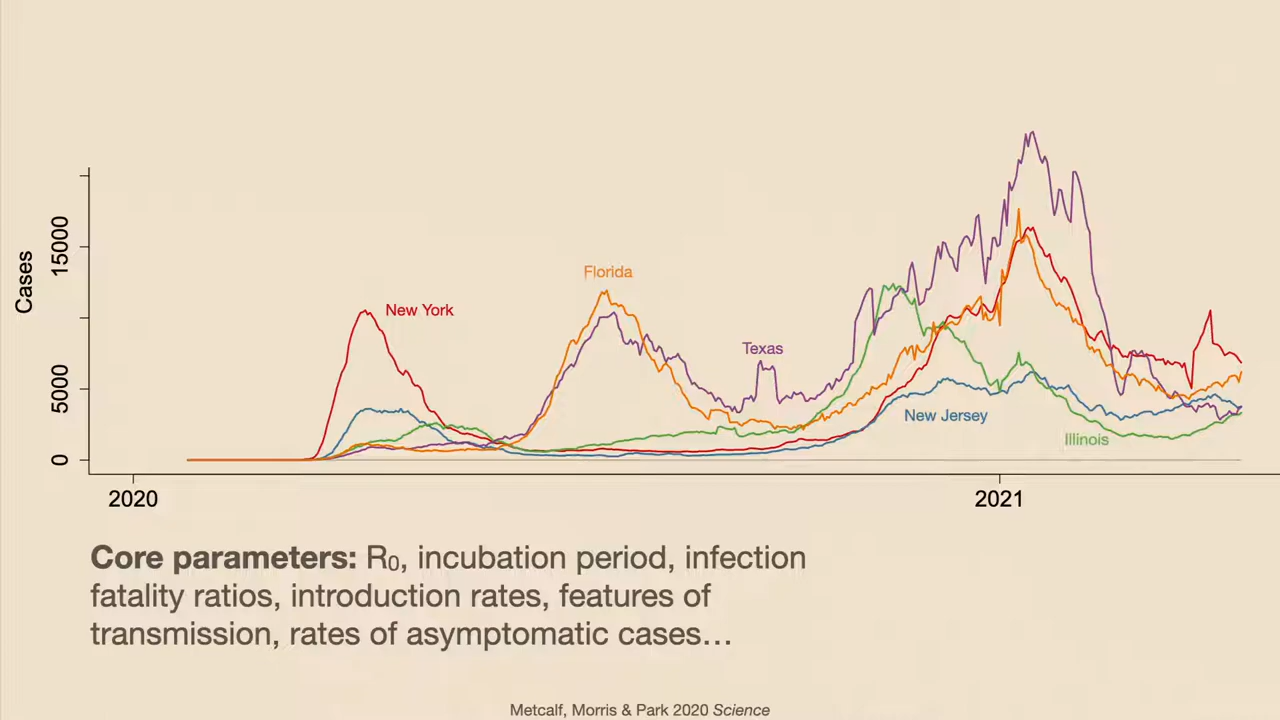 Cases
15000
5000
0
New York
Florida
Texas
New Jersey
Illinois
2020
2021
Core parameters: R₀, incubation period, infection
fatality ratios, introduction rates, features of
transmission, rates of asymptomatic cases…
Metcalf, Morris & Park 2020 Science